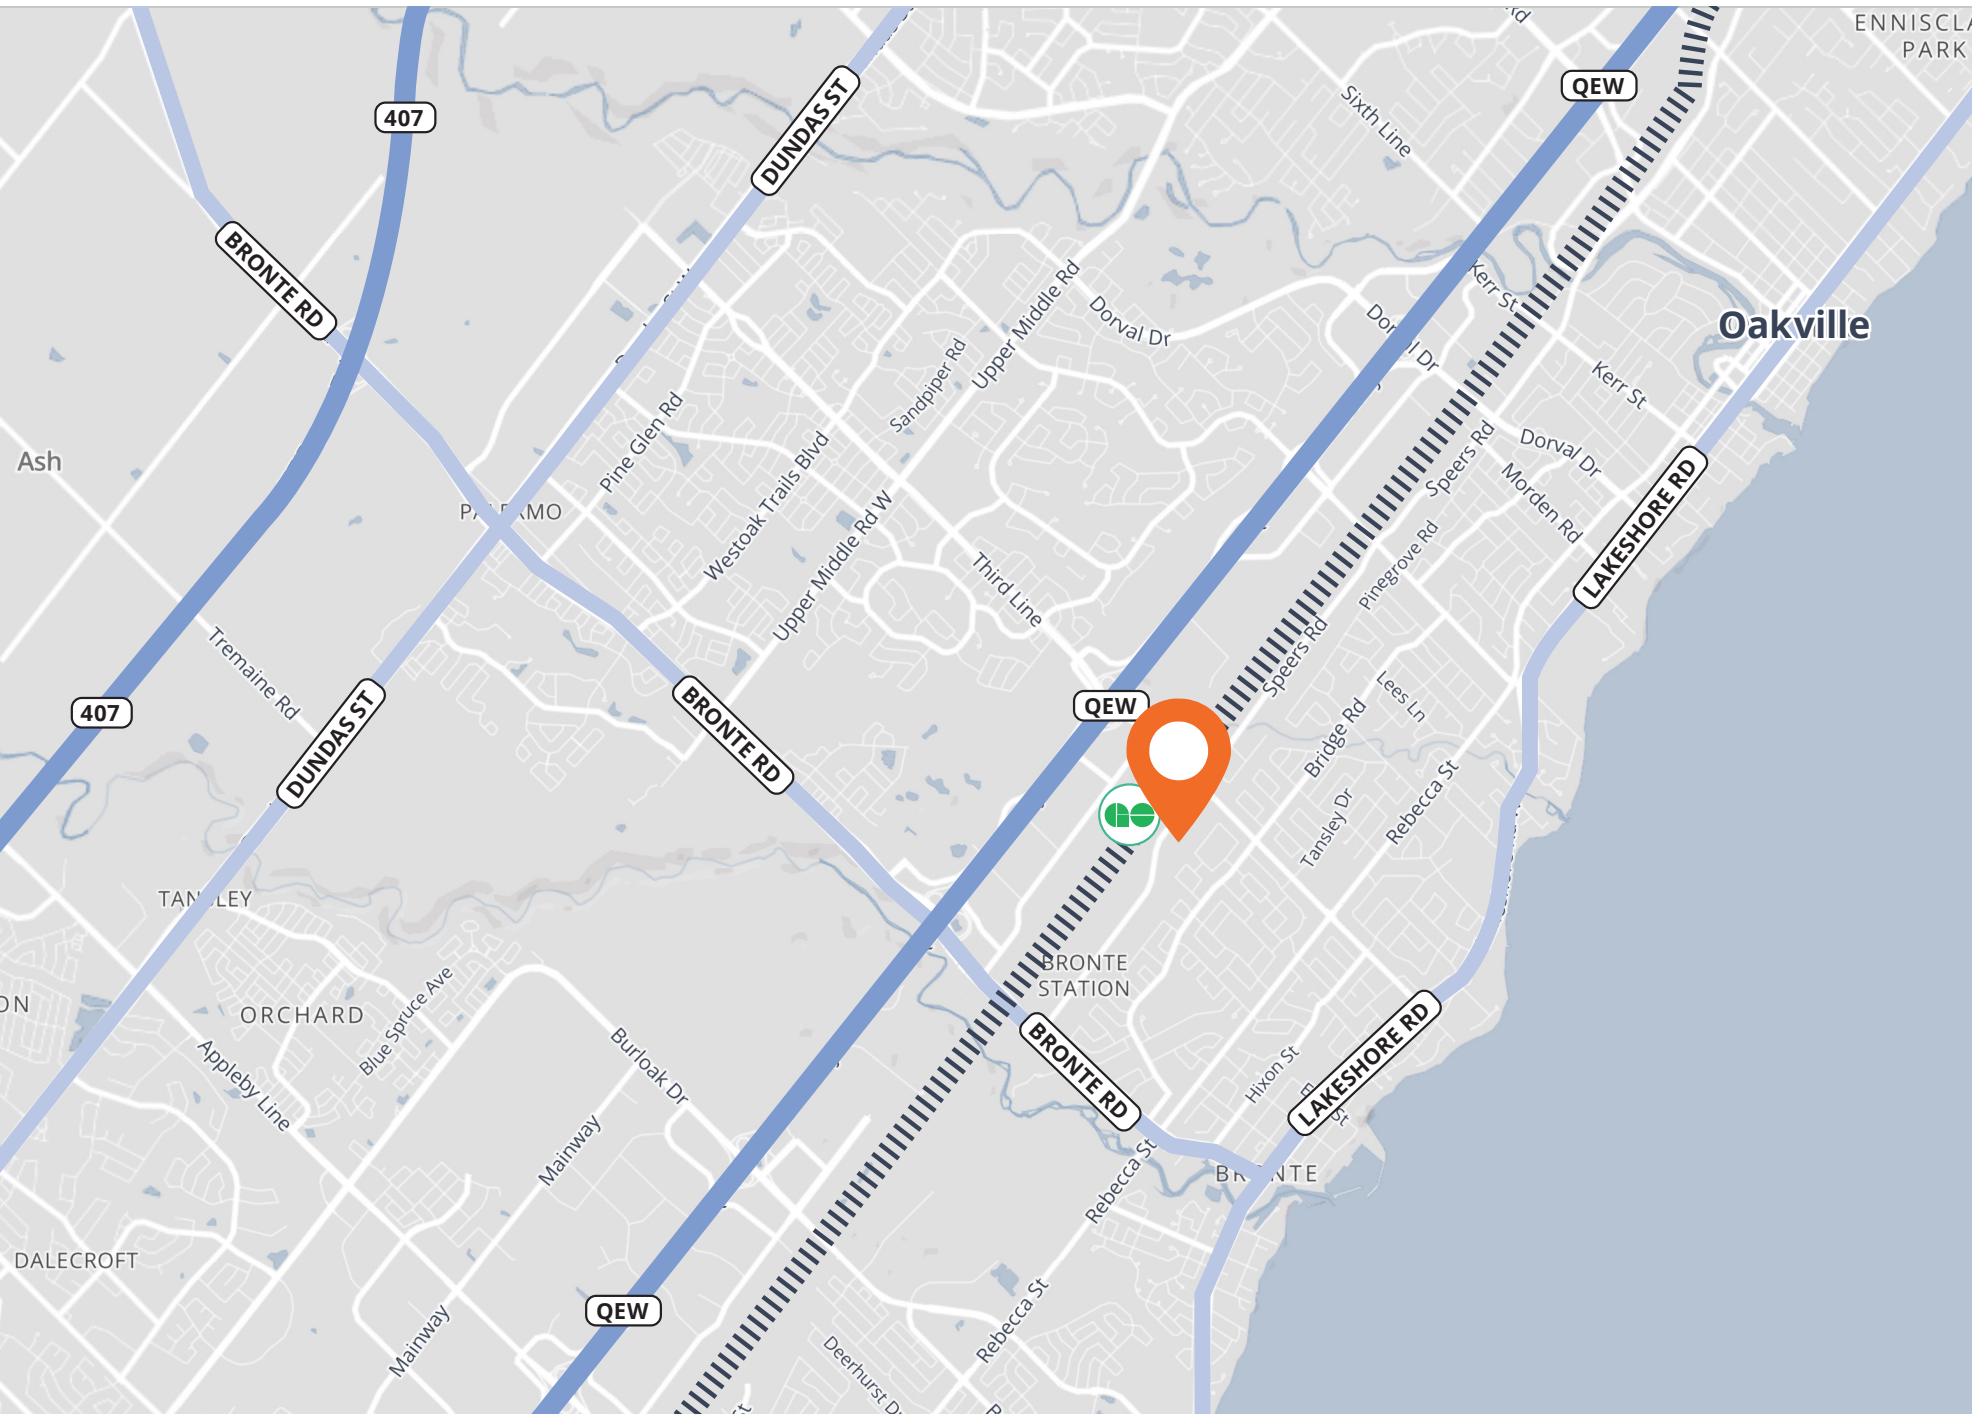 ENNISCLA
PARK
QEW
407
DUNDAS ST
Sixth Line
BRONTE RD
Upper Middle Rd
Dorval Dr
Kerr St
Oakville
Sandpiper Rd
Kerr St
Pine Glen Rd
Westoak Trails Blvd
Speers Rd
Dorval Dr
Morden Rd
LAKESHORE RD
Ash
Upper Middle Rd W
Pinegrove Rd
Third Line
Tremaine Rd
Speers Rd
407
DUNDAS ST
BRONTE RD
QEW
Lees Ln
Bridge Rd
Tansley Dr
Rebecca St
BRONTE
STATION
ORCHARD
Blue Spruce Ave
Appleby Line
Burloak Dr
BRONTE RD
LAKESHORE RD
Hixon St
Mainway
Rebecca St
DALECROFT
QEW
Mainway
Rebecca St
Deerhurst D